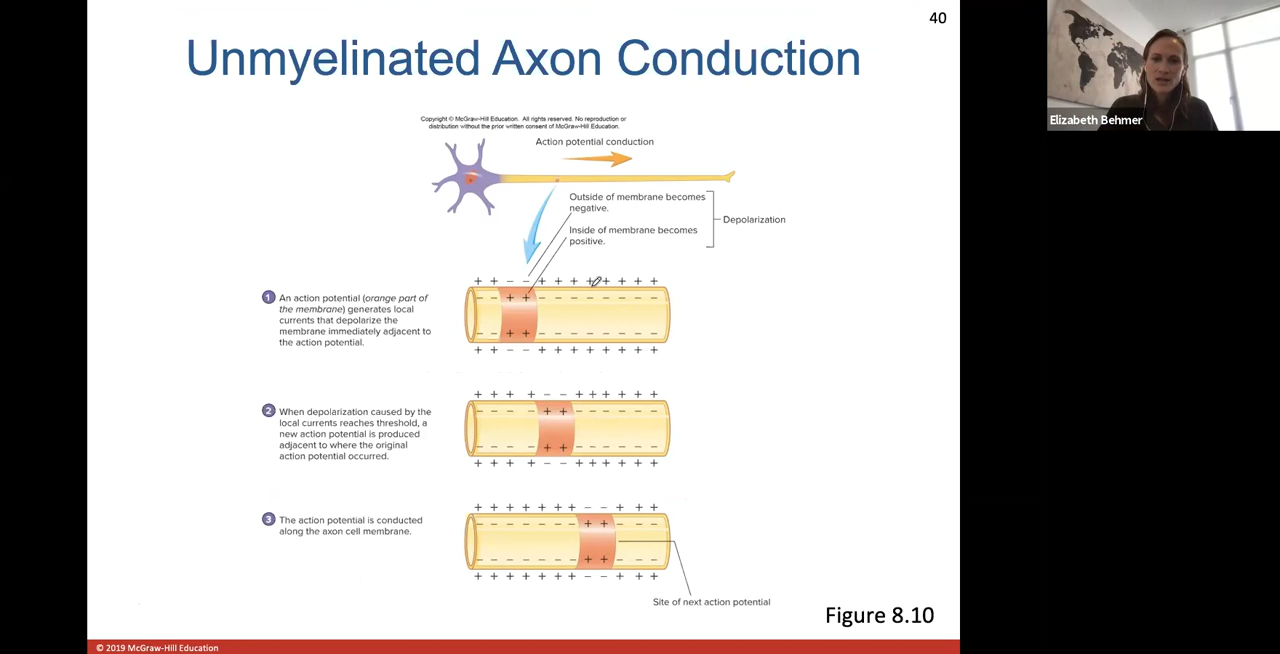 40
Unmyelinated Axon Conduction
Copyright © McGraw-Hill Education. All rights reserved. No reproduction or
distribution without the prior written consent of McGraw-Hill Education.
Action potential conduction
Outside of membrane becomes
negative.
Inside of membrane becomes
positive.
Depolarization
+ + – – + + + + + + + +
– – + + – – – – – – – –
1 An action potential (orange part of
the membrane) generates local
currents that depolarize the
membrane immediately adjacent to
the action potential.
– – + + – – – – – – – –
+ + – – + + + + + + + +
+ + + + – – + + + + + +
– – – – + + – – – – – –
2 When depolarization caused by the
local currents reaches threshold, a
new action potential is produced
adjacent to where the original
action potential occurred.
– – – – + + – – – – – –
+ + + + – – + + + + + +
+ + + + + + + – – + + +
– – – – – – – + + – – –
3 The action potential is conducted
along the axon cell membrane.
– – – – – – – + + – – –
+ + + + + + + – – + + +
Site of next action potential
Figure 8.10
© 2019 McGraw-Hill Education
Elizabeth Behmer